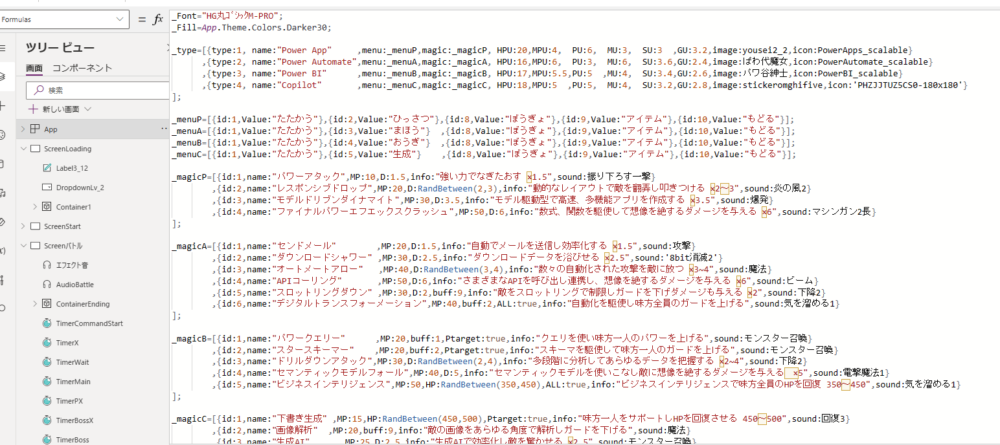 Formulas
= fx
ツリー ビュー
画面 コンポーネント
検索
新しい画面
App
ScreenLoading
Label3_12
DropdownLv_2
Container1
ScreenStart
Screenバトル
エフェクト音
AudioBattle
ContainerEnding
TimerCommandStart
TimerX
TimerWait
TimerMain
TimerPX
TimerBossX
TimerBoss
_Font="HG丸ｺﾞｼｯｸM-PRO";
_Fill=App.Theme.Colors.Darker30;
_type=[{type:1, name:"Power App" ,menu:_menuP,magic:_magicP, HPU:20,MPU:4, PU:6, MU:3, SU:3 ,GU:3.2,image:yousei2_2,icon:PowerApps_scalable}
,{type:2, name:"Power Automate",menu:_menuA,magic:_magicA, HPU:16,MPU:6, PU:3, MU:6, SU:3.6,GU:2.4,image:ぱわ代魔女,icon:PowerAutomate_scalable}
,{type:3, name:"Power BI" ,menu:_menuB,magic:_magicB, HPU:17,MPU:5.5,PU:5 ,MU:4, SU:3.4,GU:2.6,image:パワ谷紳士,icon:PowerBI_scalable}
,{type:4, name:"Copilot" ,menu:_menuC,magic:_magicC, HPU:18,MPU:5 ,PU:5, MU:4, SU:3.2,GU:2.8,image:stickeromghifive,icon:'PHZJJTUZ5CS0-180x180'}
];
_menuP=[{id:1,Value:"たたかう"},{id:2,Value:"ひっさつ"},{id:8,Value:"ぼうぎょ"},{id:9,Value:"アイテム"},{id:10,Value:"もどる"}];
_menuA=[{id:1,Value:"たたかう"},{id:3,Value:"まほう"} ,{id:8,Value:"ぼうぎょ"},{id:9,Value:"アイテム"},{id:10,Value:"もどる"}];
_menuB=[{id:1,Value:"たたかう"},{id:4,Value:"おうぎ"} ,{id:8,Value:"ぼうぎょ"},{id:9,Value:"アイテム"},{id:10,Value:"もどる"}];
_menuC=[{id:1,Value:"たたかう"},{id:5,Value:"生成"} ,{id:8,Value:"ぼうぎょ"},{id:9,Value:"アイテム"},{id:10,Value:"もどる"}];
_magicP=[{id:1,name:"パワーアタック",MP:10,D:1.5,info:"強い力でなぎたおす ×1.5",sound:振り下ろす一撃}
,{id:2,name:"レスポンシブドロップ",MP:20,D:RandBetween(2,3),info:"動的なレイアウトで敵を翻弄し叩きつける ×2～3",sound:炎の風2}
,{id:3,name:"モデルドリブンダイナマイト",MP:30,D:3.5,info:"モデル駆動型で高速、多機能アプリを作成する ×3.5",sound:爆発}
,{id:4,name:"ファイナルパワーエフエックスクラッシュ",MP:50,D:6,info:"数式、関数を駆使して想像を絶するダメージを与える ×6",sound:マシンガン2長}
];
_magicA=[{id:1,name:"センドメール" ,MP:20,D:1.5,info:"自動でメールを送信し効率化する ×1.5",sound:攻撃}
,{id:2,name:"ダウンロードシャワー" ,MP:30,D:2.5,info:"ダウンロードデータを浴びせる ×2.5",sound:'8bit消滅2'}
,{id:3,name:"オートメートアロー" ,MP:40,D:RandBetween(3,4),info:"数々の自動化された攻撃を敵に放つ ×3~4",sound:魔法}
,{id:4,name:"APIコーリング" ,MP:50,D:6,info:"さまざまなAPIを呼び出し連携し、想像を絶するダメージを与える ×6",sound:ビーム}
,{id:5,name:"スロットリングダウン" ,MP:30,D:2,buff:9,info:"敵をスロットリングで制限しガードを下げダメージも与える ×2",sound:下降2}
,{id:6,name:"デジタルトランスフォーメーション",MP:40,buff:2,ALL:true,info:"自動化を駆使し味方全員のガードを上げる",sound:気を溜める1}
];
_magicB=[{id:1,name:"パワークエリー" ,MP:20,buff:1,Ptarget:true,info:"クエリを使い味方一人のパワーを上げる",sound:モンスター召喚}
,{id:2,name:"スタースキーマー" ,MP:20,buff:2,Ptarget:true,info:"スキーマを駆使して味方一人のガードを上げる",sound:モンスター召喚}
,{id:3,name:"ドリルダウンアタック",MP:30,D:RandBetween(2,4),info:"多段階に分析してあらゆるデータを把握する ×2~4",sound:下降2}
,{id:4,name:"セマンティックモデルフォール",MP:40,D:5,info:"セマンティックモデルを使いこなし敵に想像を絶するダメージを与える　×5",sound:電撃魔法1}
,{id:5,name:"ビジネスインテリジェンス",MP:50,HP:RandBetween(350,450),ALL:true,info:"ビジネスインテリジェンスで味方全員のHPを回復 350～450",sound:気を溜める1}
];
_magicC=[{id:1,name:"下書き生成" ,MP:15,HP:RandBetween(450,500),Ptarget:true,info:"味方一人をサポートしHPを回復させる 450～500",sound:回復3}
,{id:2,name:"画像解析" ,MP:20,buff:9,info:"敵の画像をあらゆる角度で解析しガードを下げる",sound:魔法}
,{id:3,name:"生成AI" ,MP:25,D:2.5,info:"生成AIで効率化し敵を驚かせる ×2.5",sound:モンスター召喚}